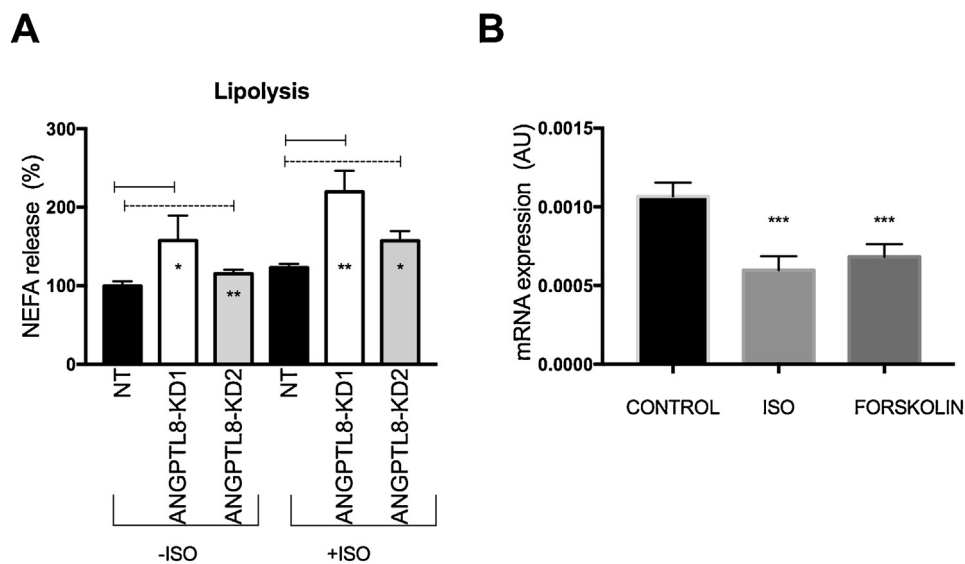 A
B
Lipolysis
NEFA release (%)
300
200
100
0
*
**
**
*
NT
ANGPTL8-KD1
ANGPTL8-KD2
NT
ANGPTL8-KD1
ANGPTL8-KD2
-ISO
+ISO
mRNA expression (AU)
0.0015
0.0010
0.0005
0.0000
***
***
CONTROL
ISO
FORSKOLIN